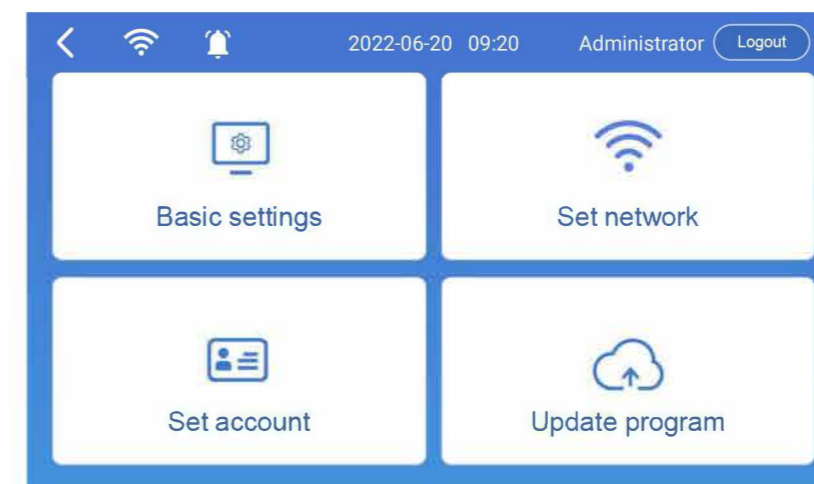 2022-06-20 09:20 Administrator Logout
Basic settings Set network
Set account Update program